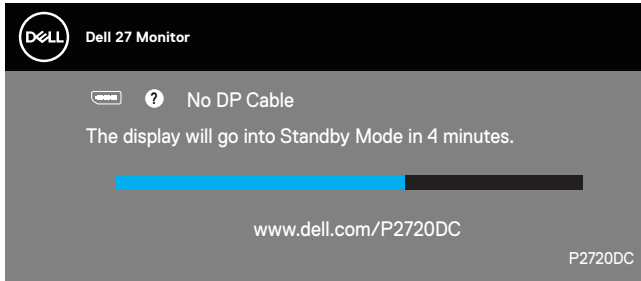 DELL
Dell 27 Monitor
? No DP Cable
The display will go into Standby Mode in 4 minutes.
www.dell.com/P2720DC
P2720DC